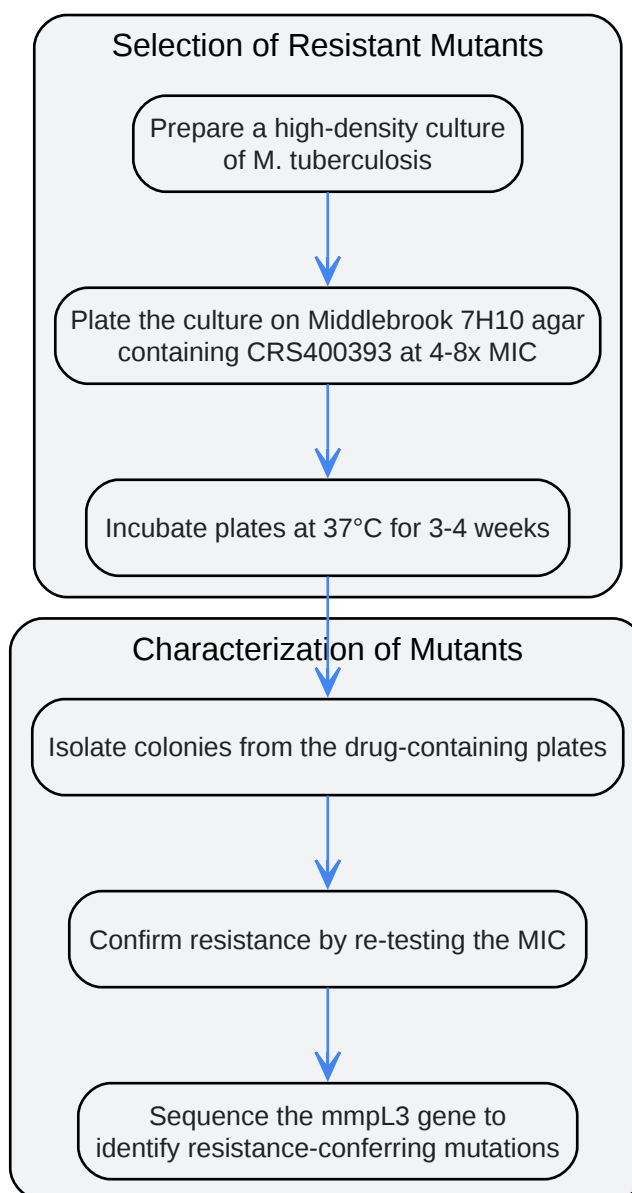 Selection of Resistant Mutants
Prepare a high-density culture
of M. tuberculosis
Plate the culture on Middlebrook 7H10 agar
containing CRS400393 at 4-8x MIC
Incubate plates at 37°C for 3-4 weeks
Characterization of Mutants
Isolate colonies from the drug-containing plates
Confirm resistance by re-testing the MIC
Sequence the mmpL3 gene to
identify resistance-conferring mutations